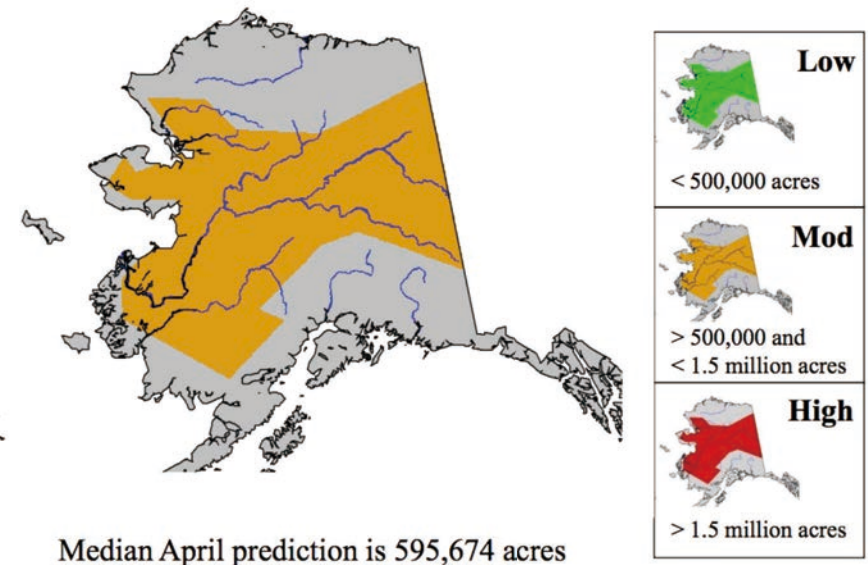 Low
< 500,000 acres
Mod
> 500,000 and
< 1.5 million acres
High
> 1.5 million acres
Median April prediction is 595,674 acres